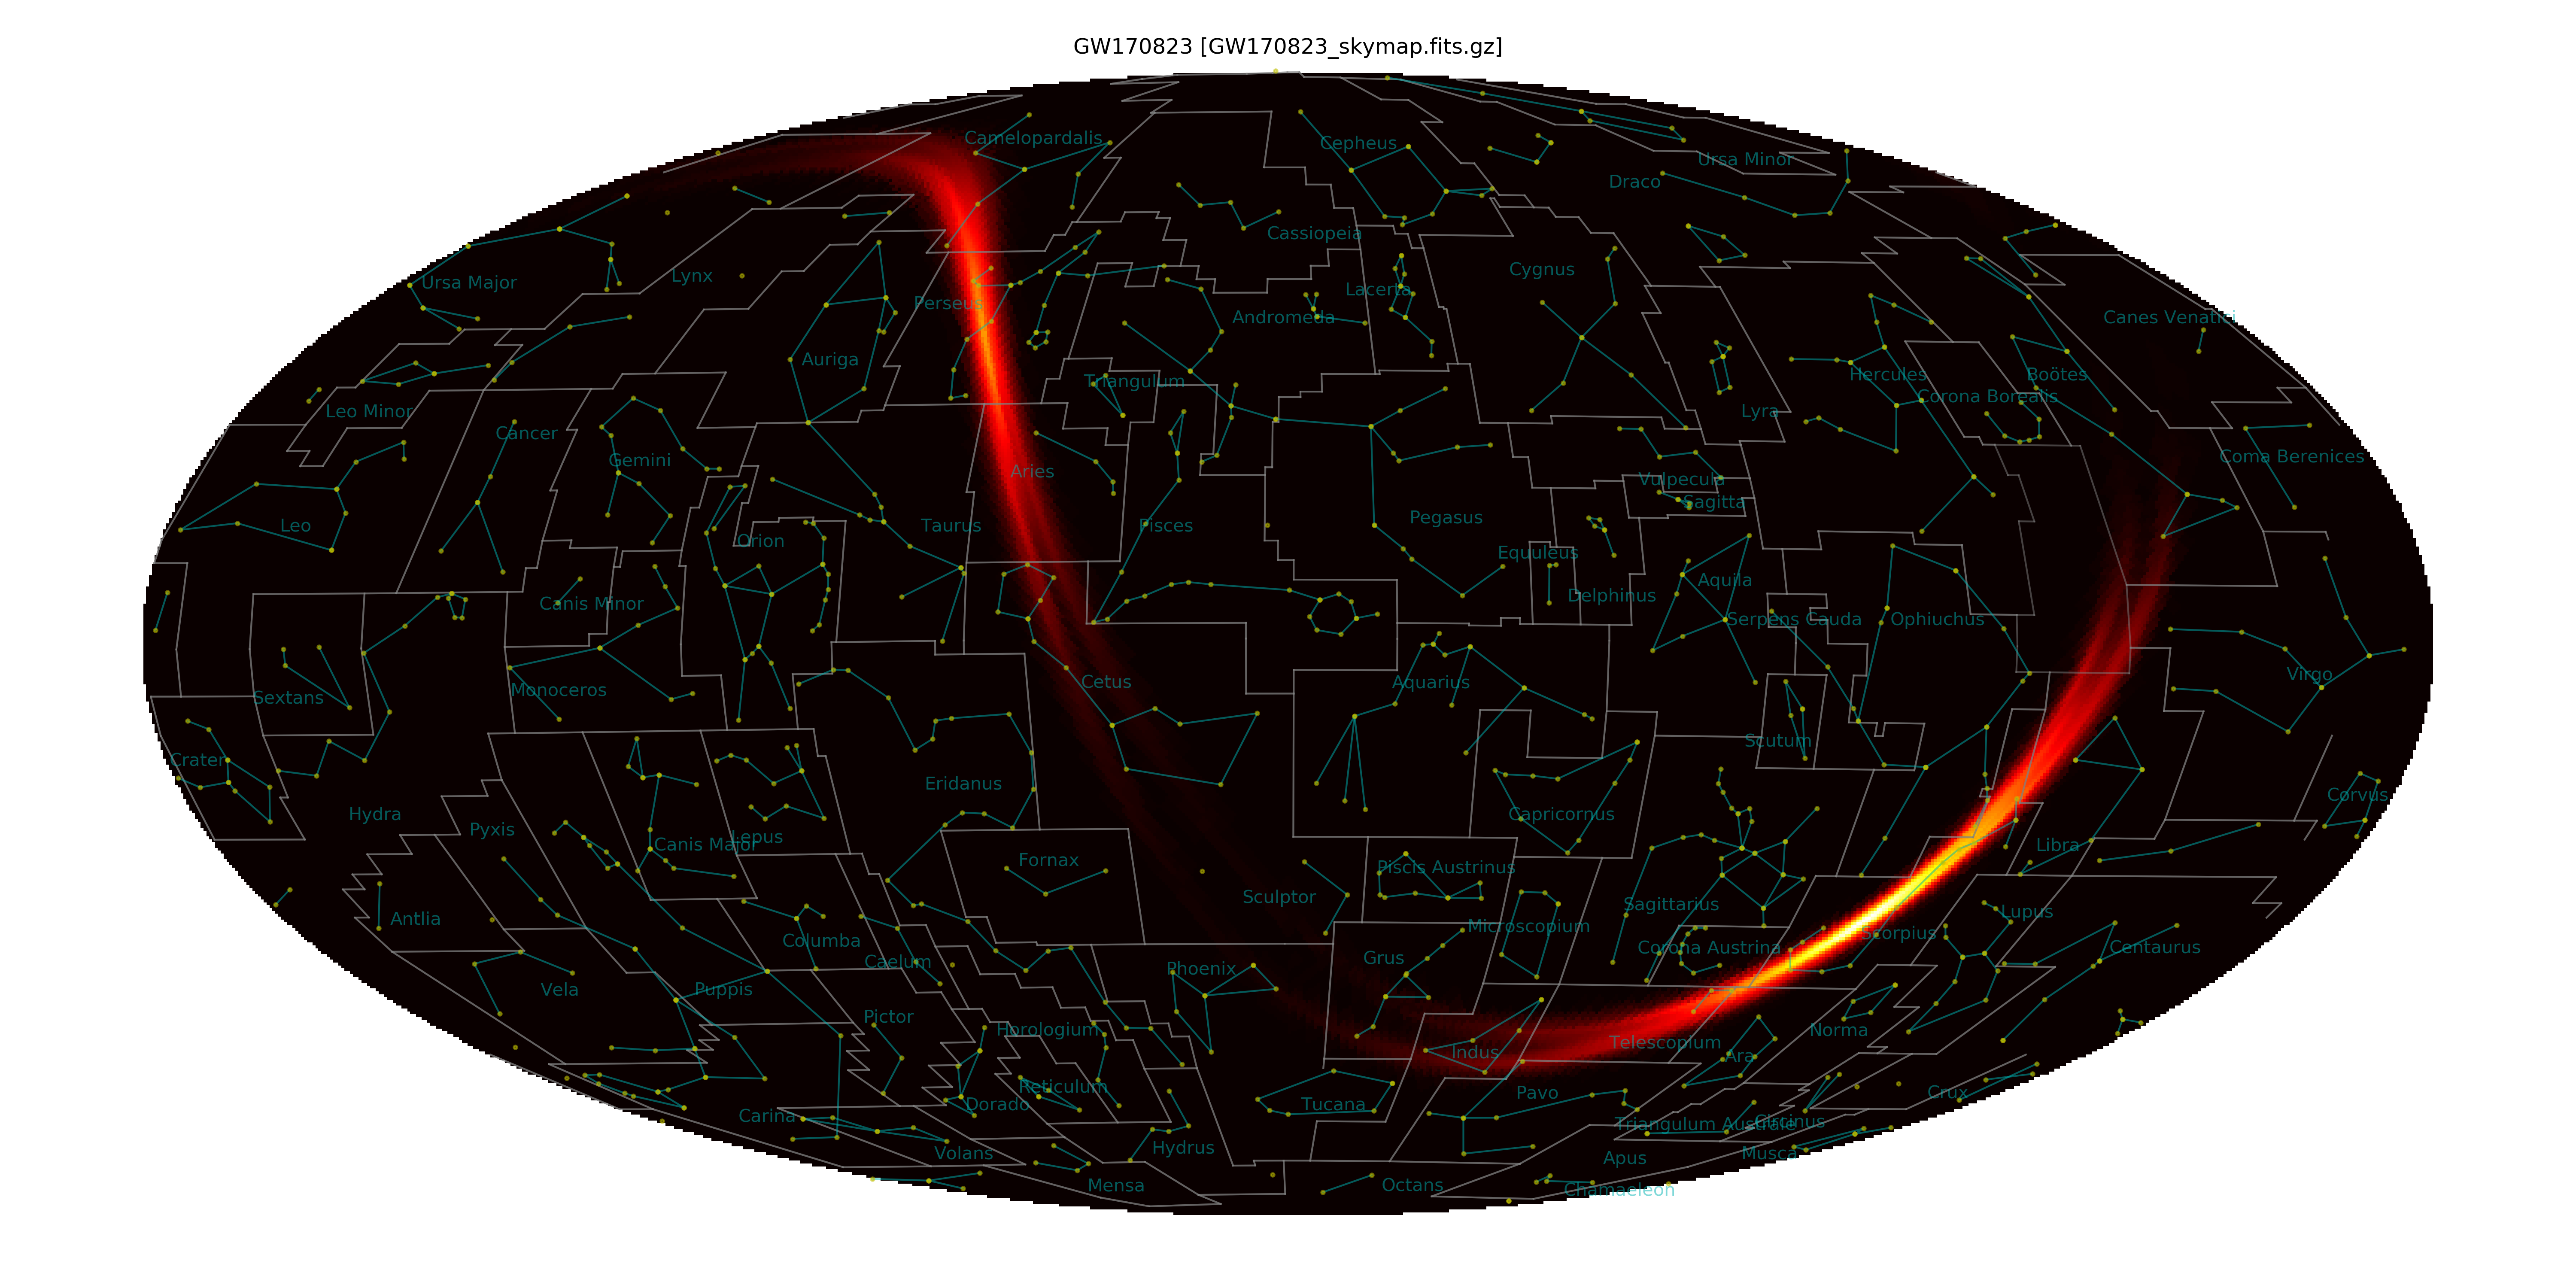 GW170823 [GW170823_skymap.fits.gz]
Camelopardalis
Cepheus
Ursa Minor
Draco
Cassiopeia
Cygnus
Lynx
Ursa Major
Lacerta
Perseus
Andromeda
Canes Venatici
Auriga
Triangulum
Hercules
Boötes
Corona Borealis
Leo Minor
Lyra
Cancer
Gemini
Coma Berenices
Aries
Vulpecula
Sagitta
Leo
Taurus
Pisces
Pegasus
Orion
Equuleus
Aquila
Delphinus
Canis Minor
Serpens Cauda
Ophiuchus
Virgo
Cetus
Aquarius
Monoceros
Sextans
Scutum
Crater
Eridanus
Corvus
Hydra
Capricornus
Pyxis
Lepus
Canis Major
Libra
Fornax
Piscis Austrinus
Sculptor
Sagittarius
Lupus
Antlia
Microscopium
Scorpius
Columba
Corona Austrina
Centaurus
Grus
Caelum
Phoenix
Vela
Puppis
Pictor
Horologium
Norma
Telescopium
Indus
Ara
Reticulum
Pavo
Crux
Dorado
Tucana
Carina
Triangulum Australe
Circinus
Hydrus
Volans
Musca
Apus
Mensa
Octans
Chamaeleon